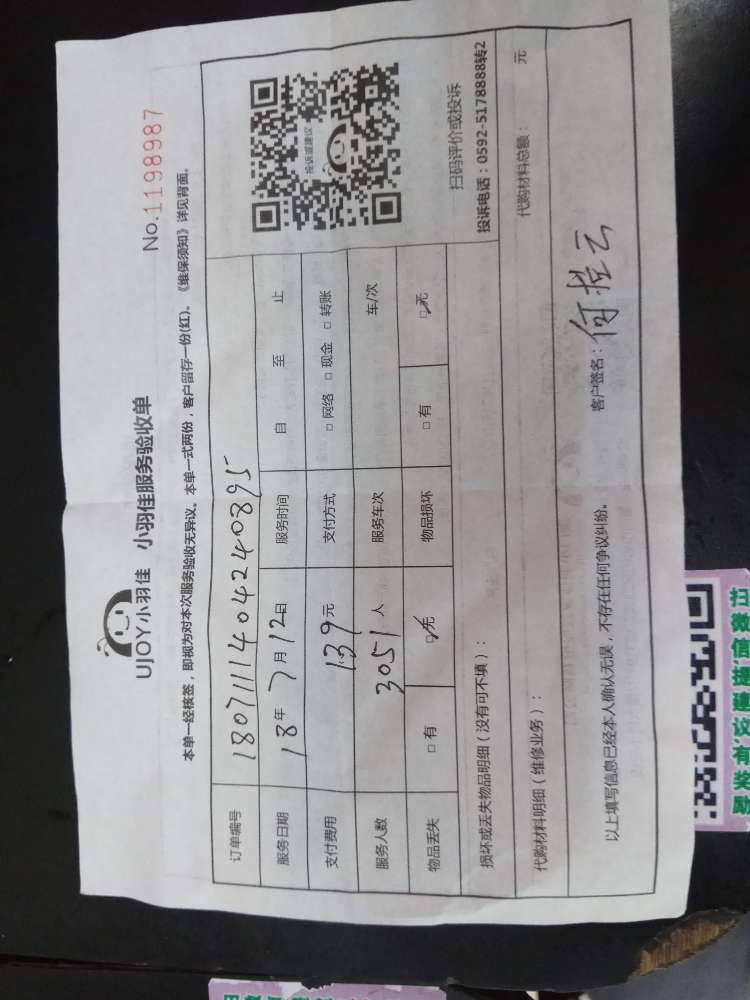 UJOY小羽佳 小羽佳服务验收单
No.1198987
本单一经核签，即视为对本次服务验收无异议。本单一式两份，客户留存一份(红)。《维保须知》详见背面。
订单编号 180711140424240895
服务日期 18年 7月 12日 服务时间 自 至 止
支付费用 139元 支付方式 □ 网络 □ 现金 □ 转账
服务人数 3051人 服务车次 车/次
物品丢失 □ 有 □ 无 物品损坏 □ 有 □ 无
投诉或建议
扫码评价或投诉
投诉电话：0592-5178888转2
损坏或丢失物品明细（没有可不填）：
代购材料明细（维修业务）： 代购材料总额： 元
以上填写信息已经本人确认无误，不存在任何争议纠纷。 客户签名：
扫微信提建议有奖励